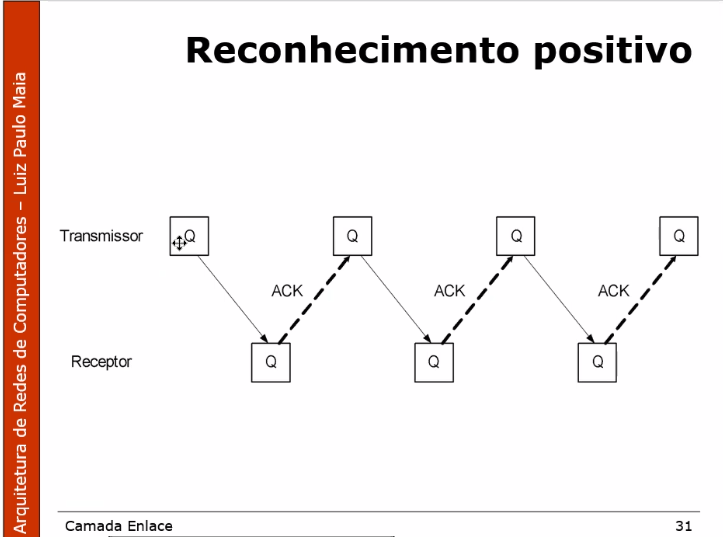 Reconhecimento positivo
Arquitetura de Redes de Computadores – Luiz Paulo Maia
Transmissor Q Q Q Q
ACK ACK ACK
Receptor Q Q Q
Camada Enlace 31